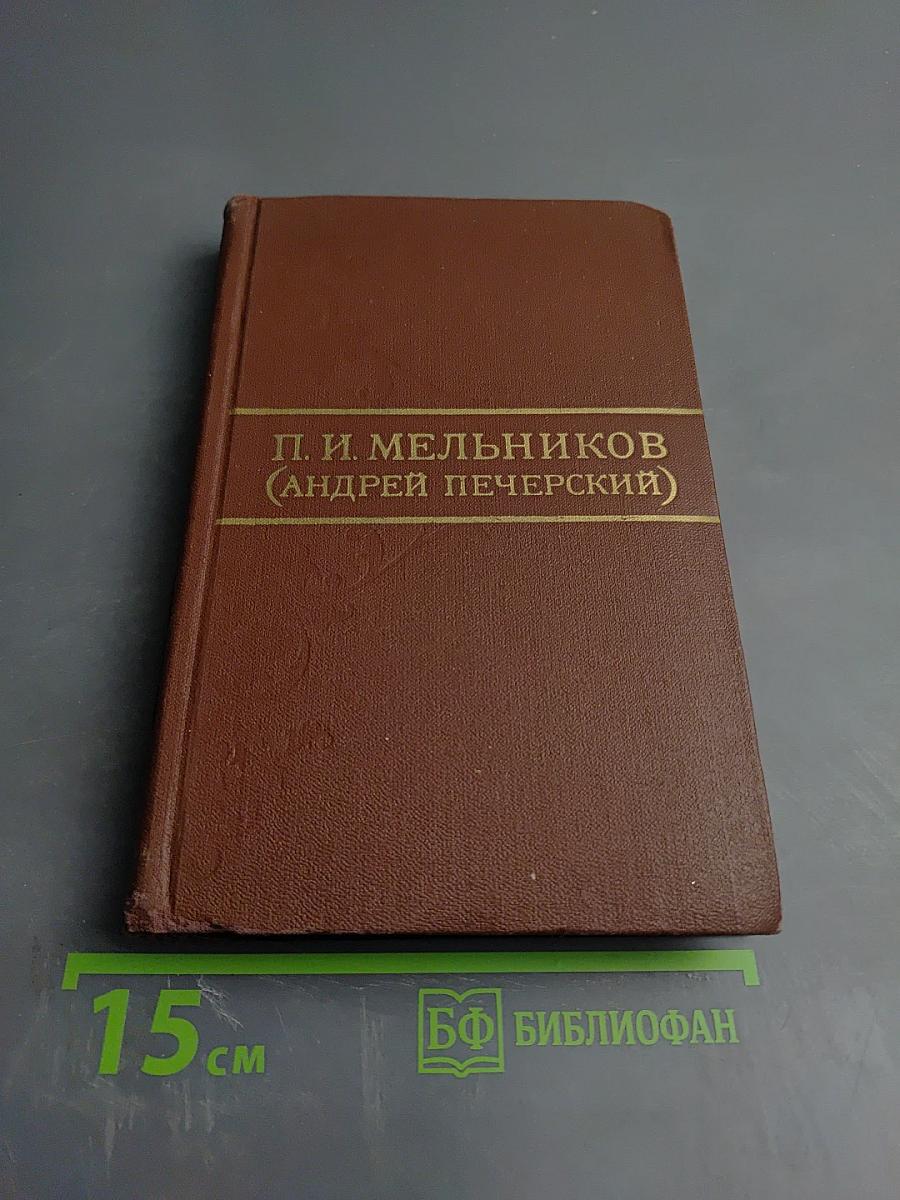 П. И. МЕЛЬНИКОВ
(АНДРЕЙ ПЕЧЕРСКИЙ)
15 см
БФ БИБЛИОФАН